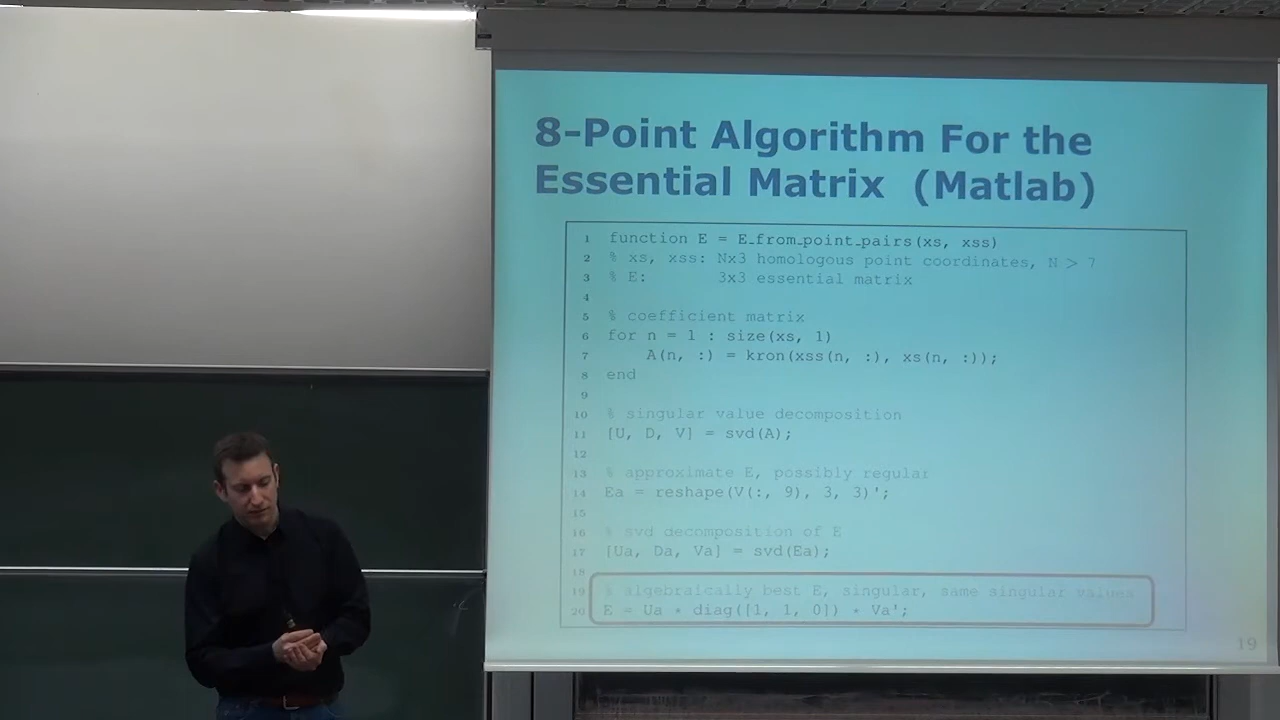 8-Point Algorithm For the
Essential Matrix (Matlab)
1 function E = E_from_point_pairs(xs, xss)
2 % xs, xss: Nx3 homologous point coordinates, N > 7
3 % E: 3x3 essential matrix
4
5 % coefficient matrix
6 for n = 1 : size(xs, 1)
7 A(n, :) = kron(xss(n, :), xs(n, :));
8 end
9
10 % singular value decomposition
11 [U, D, V] = svd(A);
12
13 % approximate E, possibly regular
14 Ea = reshape(V(:, 9), 3, 3)';
15
16 % svd decomposition of E
17 [Ua, Da, Va] = svd(Ea);
18
19 % algebraically best E, singular, same singular values
20 E = Ua * diag([1, 1, 0]) * Va';
19